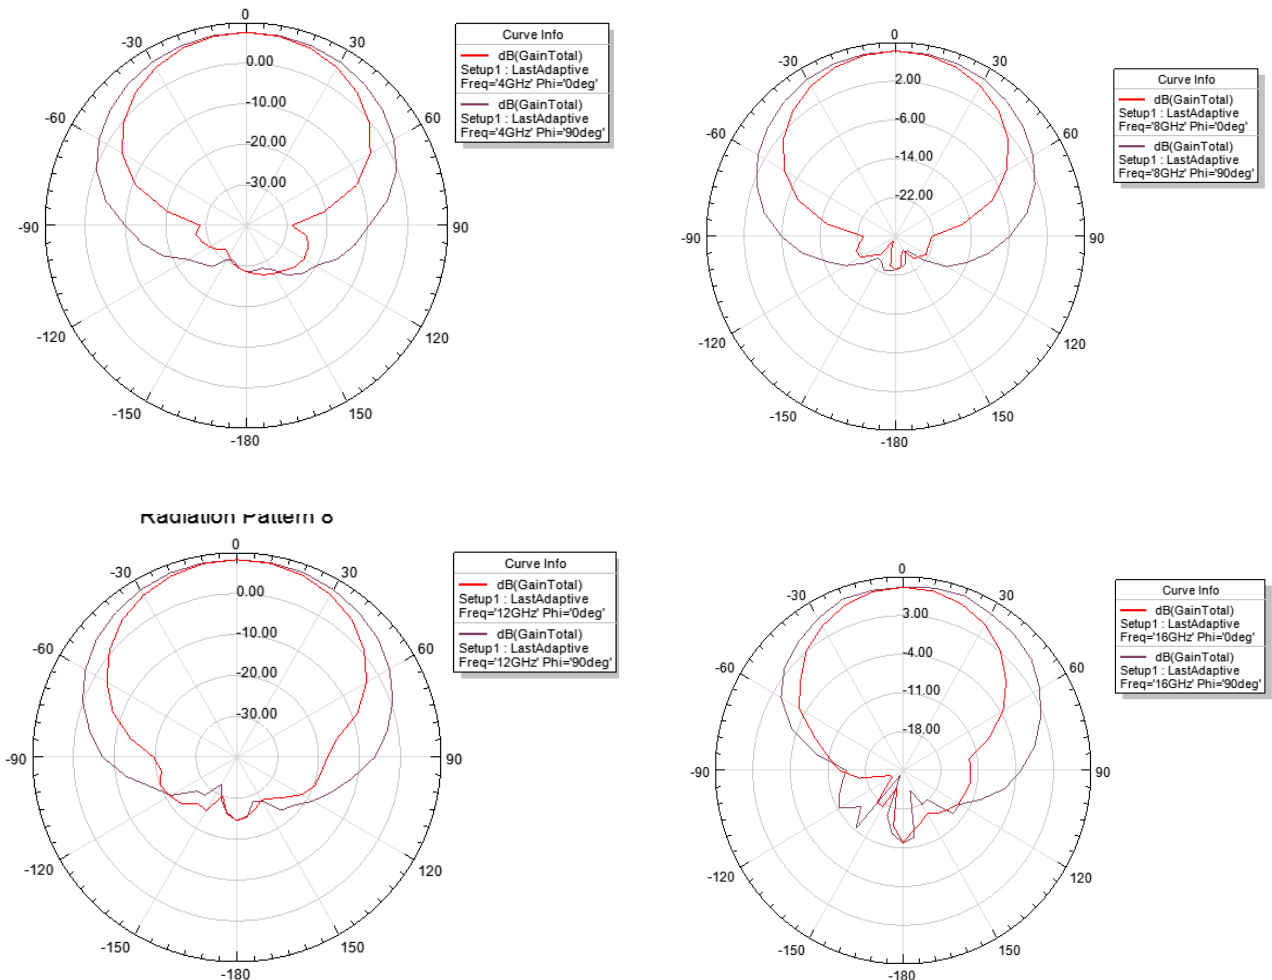 0
-30
30
0.00
-10.00
-60
60
-20.00
-30.00
-90
90
-120
120
-150
150
-180
Curve Info
dB(GainTotal)
Setup1 : LastAdaptive
Freq='4GHz' Phi='0deg'
dB(GainTotal)
Setup1 : LastAdaptive
Freq='4GHz' Phi='90deg'
0
-30
30
2.00
-6.00
-60
60
-14.00
-22.00
-90
90
-120
120
-150
150
-180
Curve Info
dB(GainTotal)
Setup1 : LastAdaptive
Freq='8GHz' Phi='0deg'
dB(GainTotal)
Setup1 : LastAdaptive
Freq='8GHz' Phi='90deg'
Radiation Pattern 8
0
-30
30
0.00
-10.00
-60
60
-20.00
-30.00
-90
90
-120
120
-150
150
-180
Curve Info
dB(GainTotal)
Setup1 : LastAdaptive
Freq='12GHz' Phi='0deg'
dB(GainTotal)
Setup1 : LastAdaptive
Freq='12GHz' Phi='90deg'
0
-30
30
3.00
-4.00
-60
60
-11.00
-18.00
-90
90
-120
120
-150
150
-180
Curve Info
dB(GainTotal)
Setup1 : LastAdaptive
Freq='16GHz' Phi='0deg'
dB(GainTotal)
Setup1 : LastAdaptive
Freq='16GHz' Phi='90deg'